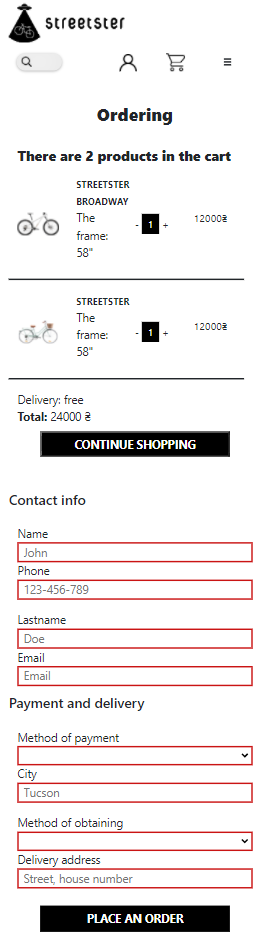 streetster
Ordering
There are 2 products in the cart
STREETSTER
BROADWAY
The
frame:
58"
- 1 +
12000₴
STREETSTER
The
frame:
58"
- 1 +
12000₴
Delivery: free
Total: 24000 ₴
CONTINUE SHOPPING
Contact info
Name
John
Phone
123-456-789
Lastname
Doe
Email
Email
Payment and delivery
Method of payment
City
Tucson
Method of obtaining
Delivery address
Street, house number
PLACE AN ORDER